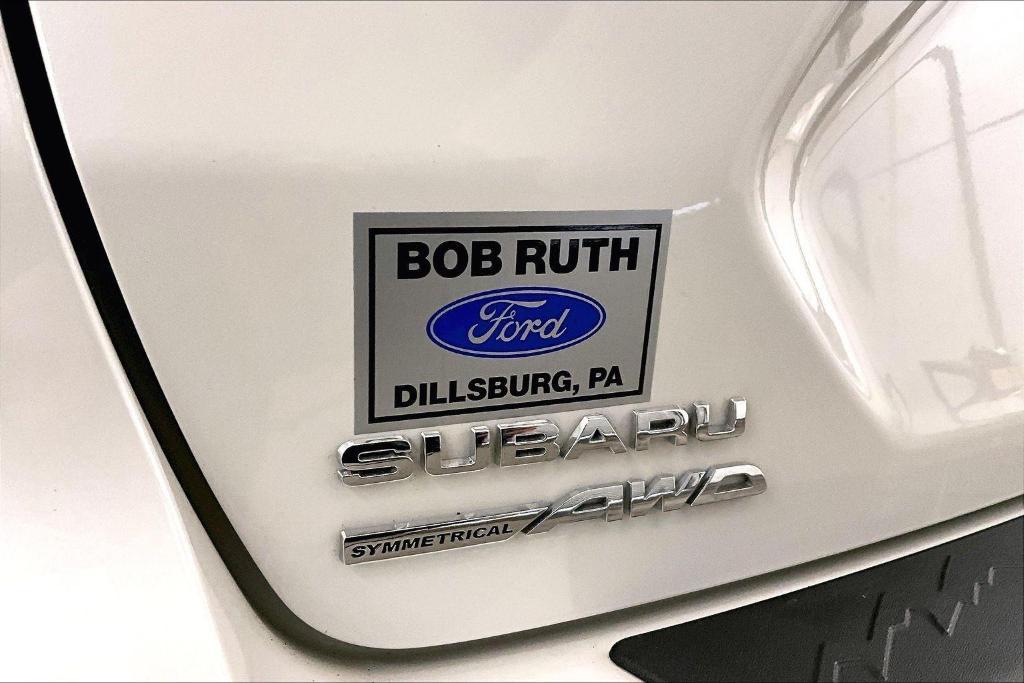 BOB RUTH
Ford
DILLSBURG, PA
SUBARU
SYMMETRICAL AWD